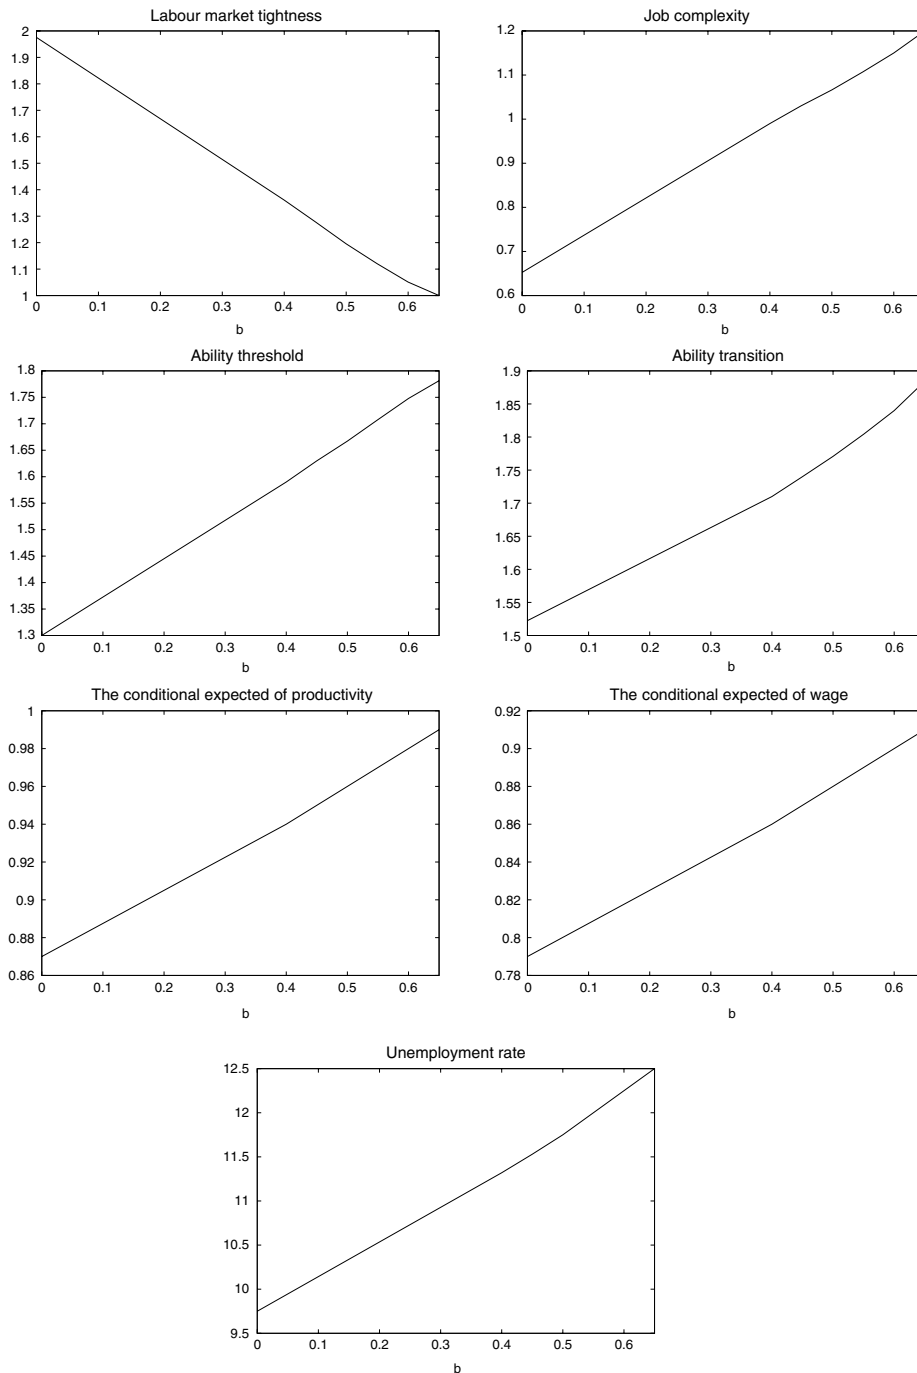 Labour market tightness
2
1.9
1.8
1.7
1.6
1.5
1.4
1.3
1.2
1.1
1
0 0.1 0.2 0.3 0.4 0.5 0.6
b
Job complexity
1.2
1.1
1
0.9
0.8
0.7
0.6
0 0.1 0.2 0.3 0.4 0.5 0.6
b
Ability threshold
1.8
1.75
1.7
1.65
1.6
1.55
1.5
1.45
1.4
1.35
1.3
0 0.1 0.2 0.3 0.4 0.5 0.6
b
Ability transition
1.9
1.85
1.8
1.75
1.7
1.65
1.6
1.55
1.5
0 0.1 0.2 0.3 0.4 0.5 0.6
b
The conditional expected of productivity
1
0.98
0.96
0.94
0.92
0.9
0.88
0.86
0 0.1 0.2 0.3 0.4 0.5 0.6
b
The conditional expected of wage
0.92
0.9
0.88
0.86
0.84
0.82
0.8
0.78
0 0.1 0.2 0.3 0.4 0.5 0.6
b
Unemployment rate
12.5
12
11.5
11
10.5
10
9.5
0 0.1 0.2 0.3 0.4 0.5 0.6
b